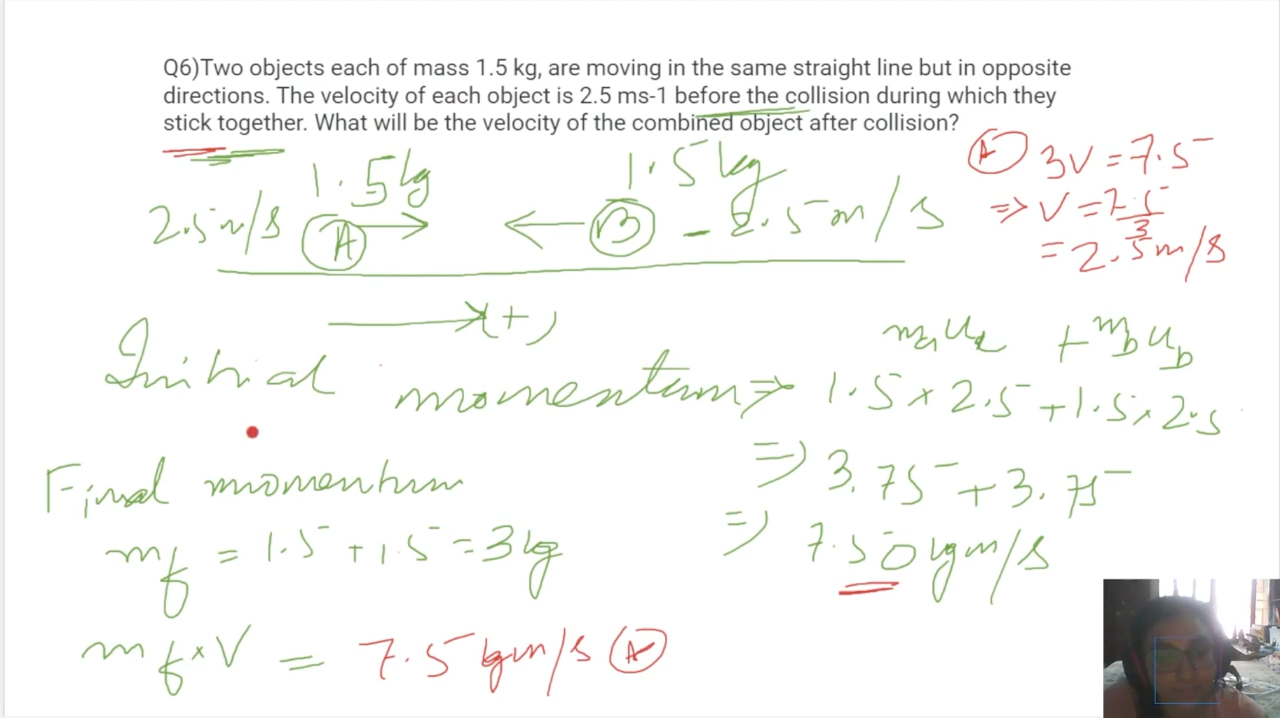 Q6)Two objects each of mass 1.5 kg, are moving in the same straight line but in opposite
directions. The velocity of each object is 2.5 ms-1 before the collision during which they
stick together. What will be the velocity of the combined object after collision?
1.5kg 1.5kg
2.5m/s A B - 2.5m/s
(+)
A 3V = 7.5
⇒ V = 7.5/3
= 2.5m/s
maua + mbub
Initial momentum ⇒ 1.5 × 2.5 + 1.5 × 2.5
⇒ 3.75 + 3.75
⇒ 7.50 kgm/s
Final momentum
mf = 1.5 + 1.5 = 3kg
mf × V = 7.5 kgm/s A